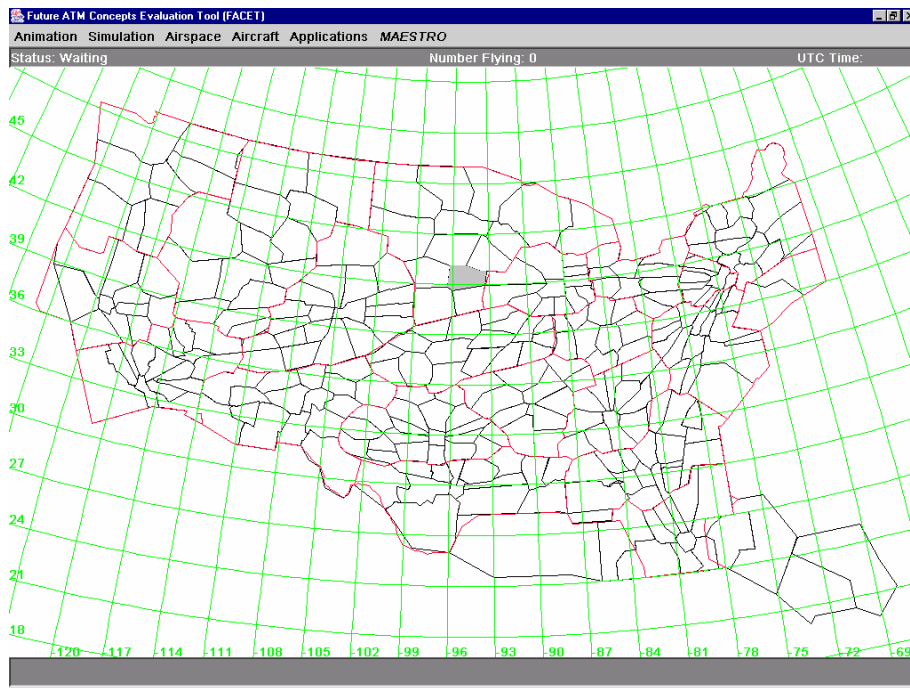 Future ATM Concepts Evaluation Tool (FACET)
Animation Simulation Airspace Aircraft Applications MAESTRO
Status: Waiting Number Flying: 0 UTC Time:
45
42
39
36
33
30
27
24
21
18
-120 -117 -114 -111 -108 -105 -102 -99 -96 -93 -90 -87 -84 -81 -78 -75 -72 -69